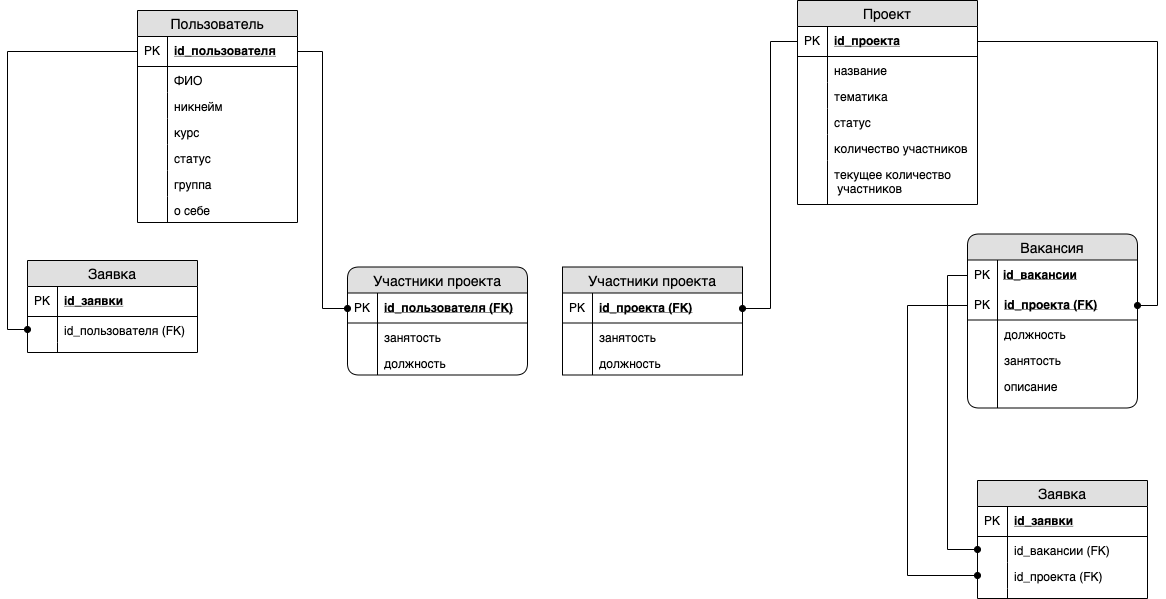 Пользователь
PK id_пользователя
ФИО
никнейм
курс
статус
группа
о себе
Проект
PK id_проекта
название
тематика
статус
количество участников
текущее количество
участников
Заявка
PK id_заявки
id_пользователя (FK)
Участники проекта
PK id_пользователя (FK)
занятость
должность
Участники проекта
PK id_проекта (FK)
занятость
должность
Вакансия
PK id_вакансии
PK id_проекта (FK)
должность
занятость
описание
Заявка
PK id_заявки
id_вакансии (FK)
id_проекта (FK)